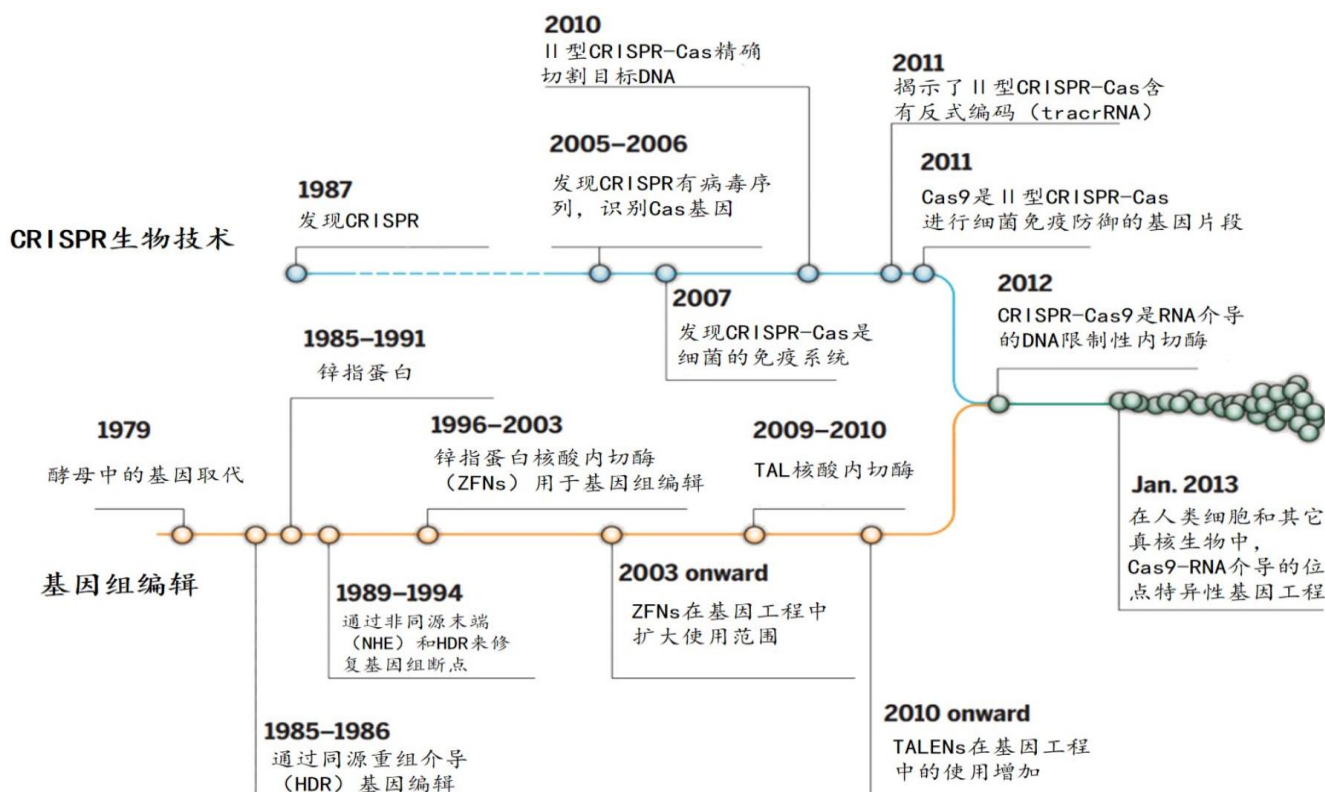 2010
II型CRISPR-Cas精确
切割目标DNA
2011
揭示了II型CRISPR-Cas含
有反式编码（tracrRNA）
2005–2006
发现CRISPR有病毒序
列，识别Cas基因
2011
Cas9是II型CRISPR-Cas
进行细菌免疫防御的基因片段
1987
发现CRISPR
CRISPR生物技术
2007
发现CRISPR-Cas是
细菌的免疫系统
2012
CRISPR-Cas9是RNA介导
的DNA限制性内切酶
1985–1991
锌指蛋白
1979
酵母中的基因取代
1996–2003
锌指蛋白核酸内切酶
（ZFNs）用于基因组编辑
2009–2010
TAL核酸内切酶
Jan. 2013
在人类细胞和其它
真核生物中，
Cas9-RNA介导的位
点特异性基因工程
基因组编辑
1989–1994
通过非同源末端
（NHE）和HDR来修
复基因组断点
2003 onward
ZFNs在基因工程中
扩大使用范围
1985–1986
通过同源重组介导
（HDR）基因编辑
2010 onward
TALENs在基因工程
中的使用增加